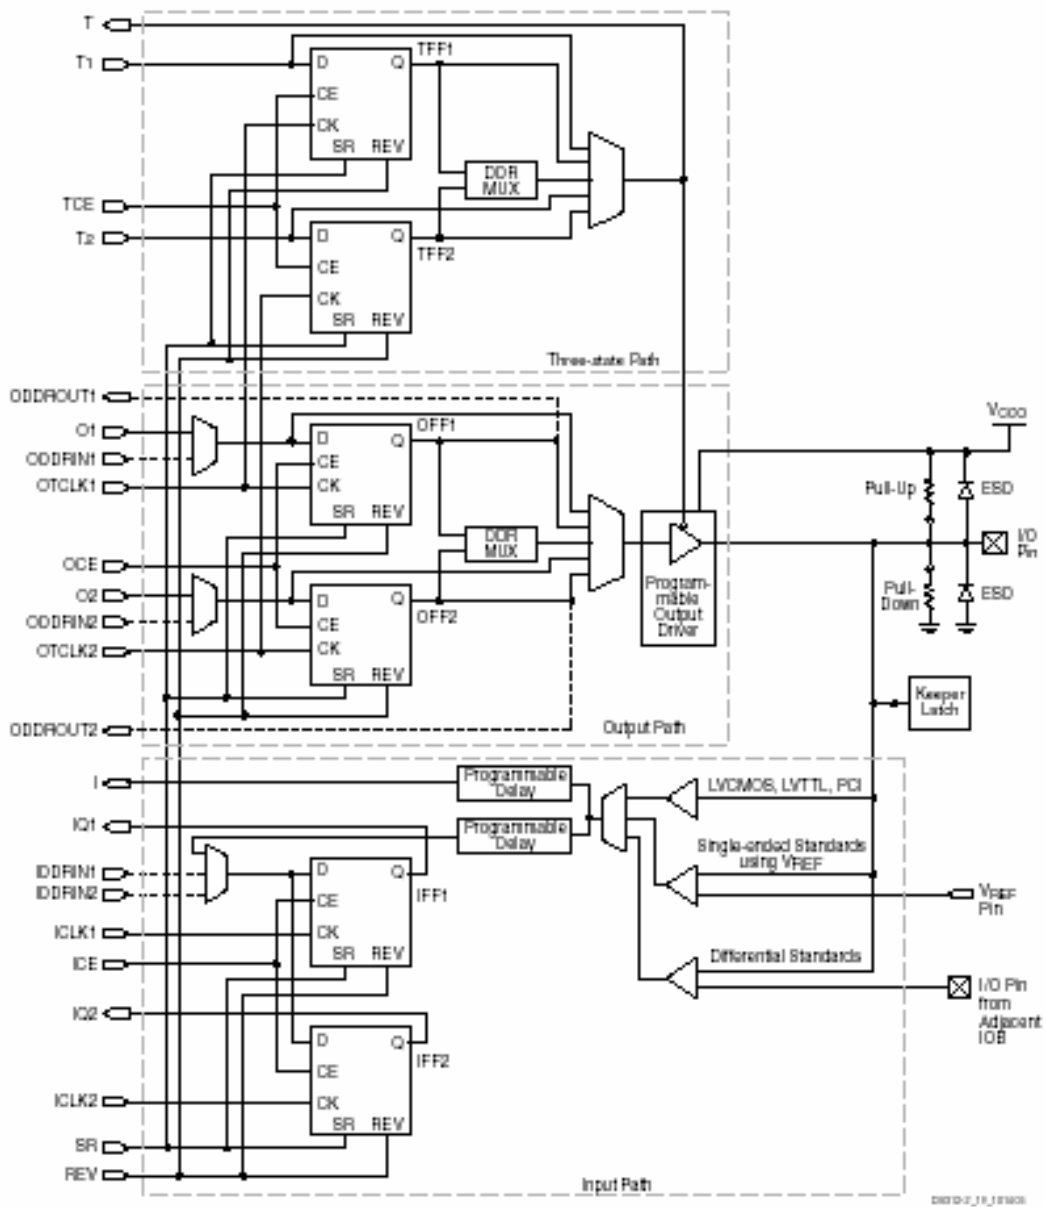 T
T1
D Q TFF1
CE
CK
SR REV
DDR
MUX
TCE
T2
D Q
TFF2
CE
CK
SR REV
Three-state Path
ODDROUT1
O1
ODDRIN1
OTCLK1
D Q OFF1
CE
CK
SR REV
DDR
MUX
OCE
O2
ODDRIN2
OTCLK2
D Q
OFF2
CE
CK
SR REV
Program-
mable
Output
Driver
VCCO
Pull-Up
ESD
I/O
Pin
Pull-
Down
ESD
Keeper
Latch
ODDROUT2
Output Path
I
Programmable
Delay
LVCMOS, LVTTL, PCI
IQ1
Programmable
Delay
Single-ended Standards
using VREF
IDDRIN1
IDDRIN2
D Q
IFF1
CE
CK
SR REV
VREF
Pin
ICLK1
ICE
Differential Standards
I/O Pin
from
Adjacent
IOB
IQ2
D Q
IFF2
CE
CK
SR REV
ICLK2
SR
REV
Input Path